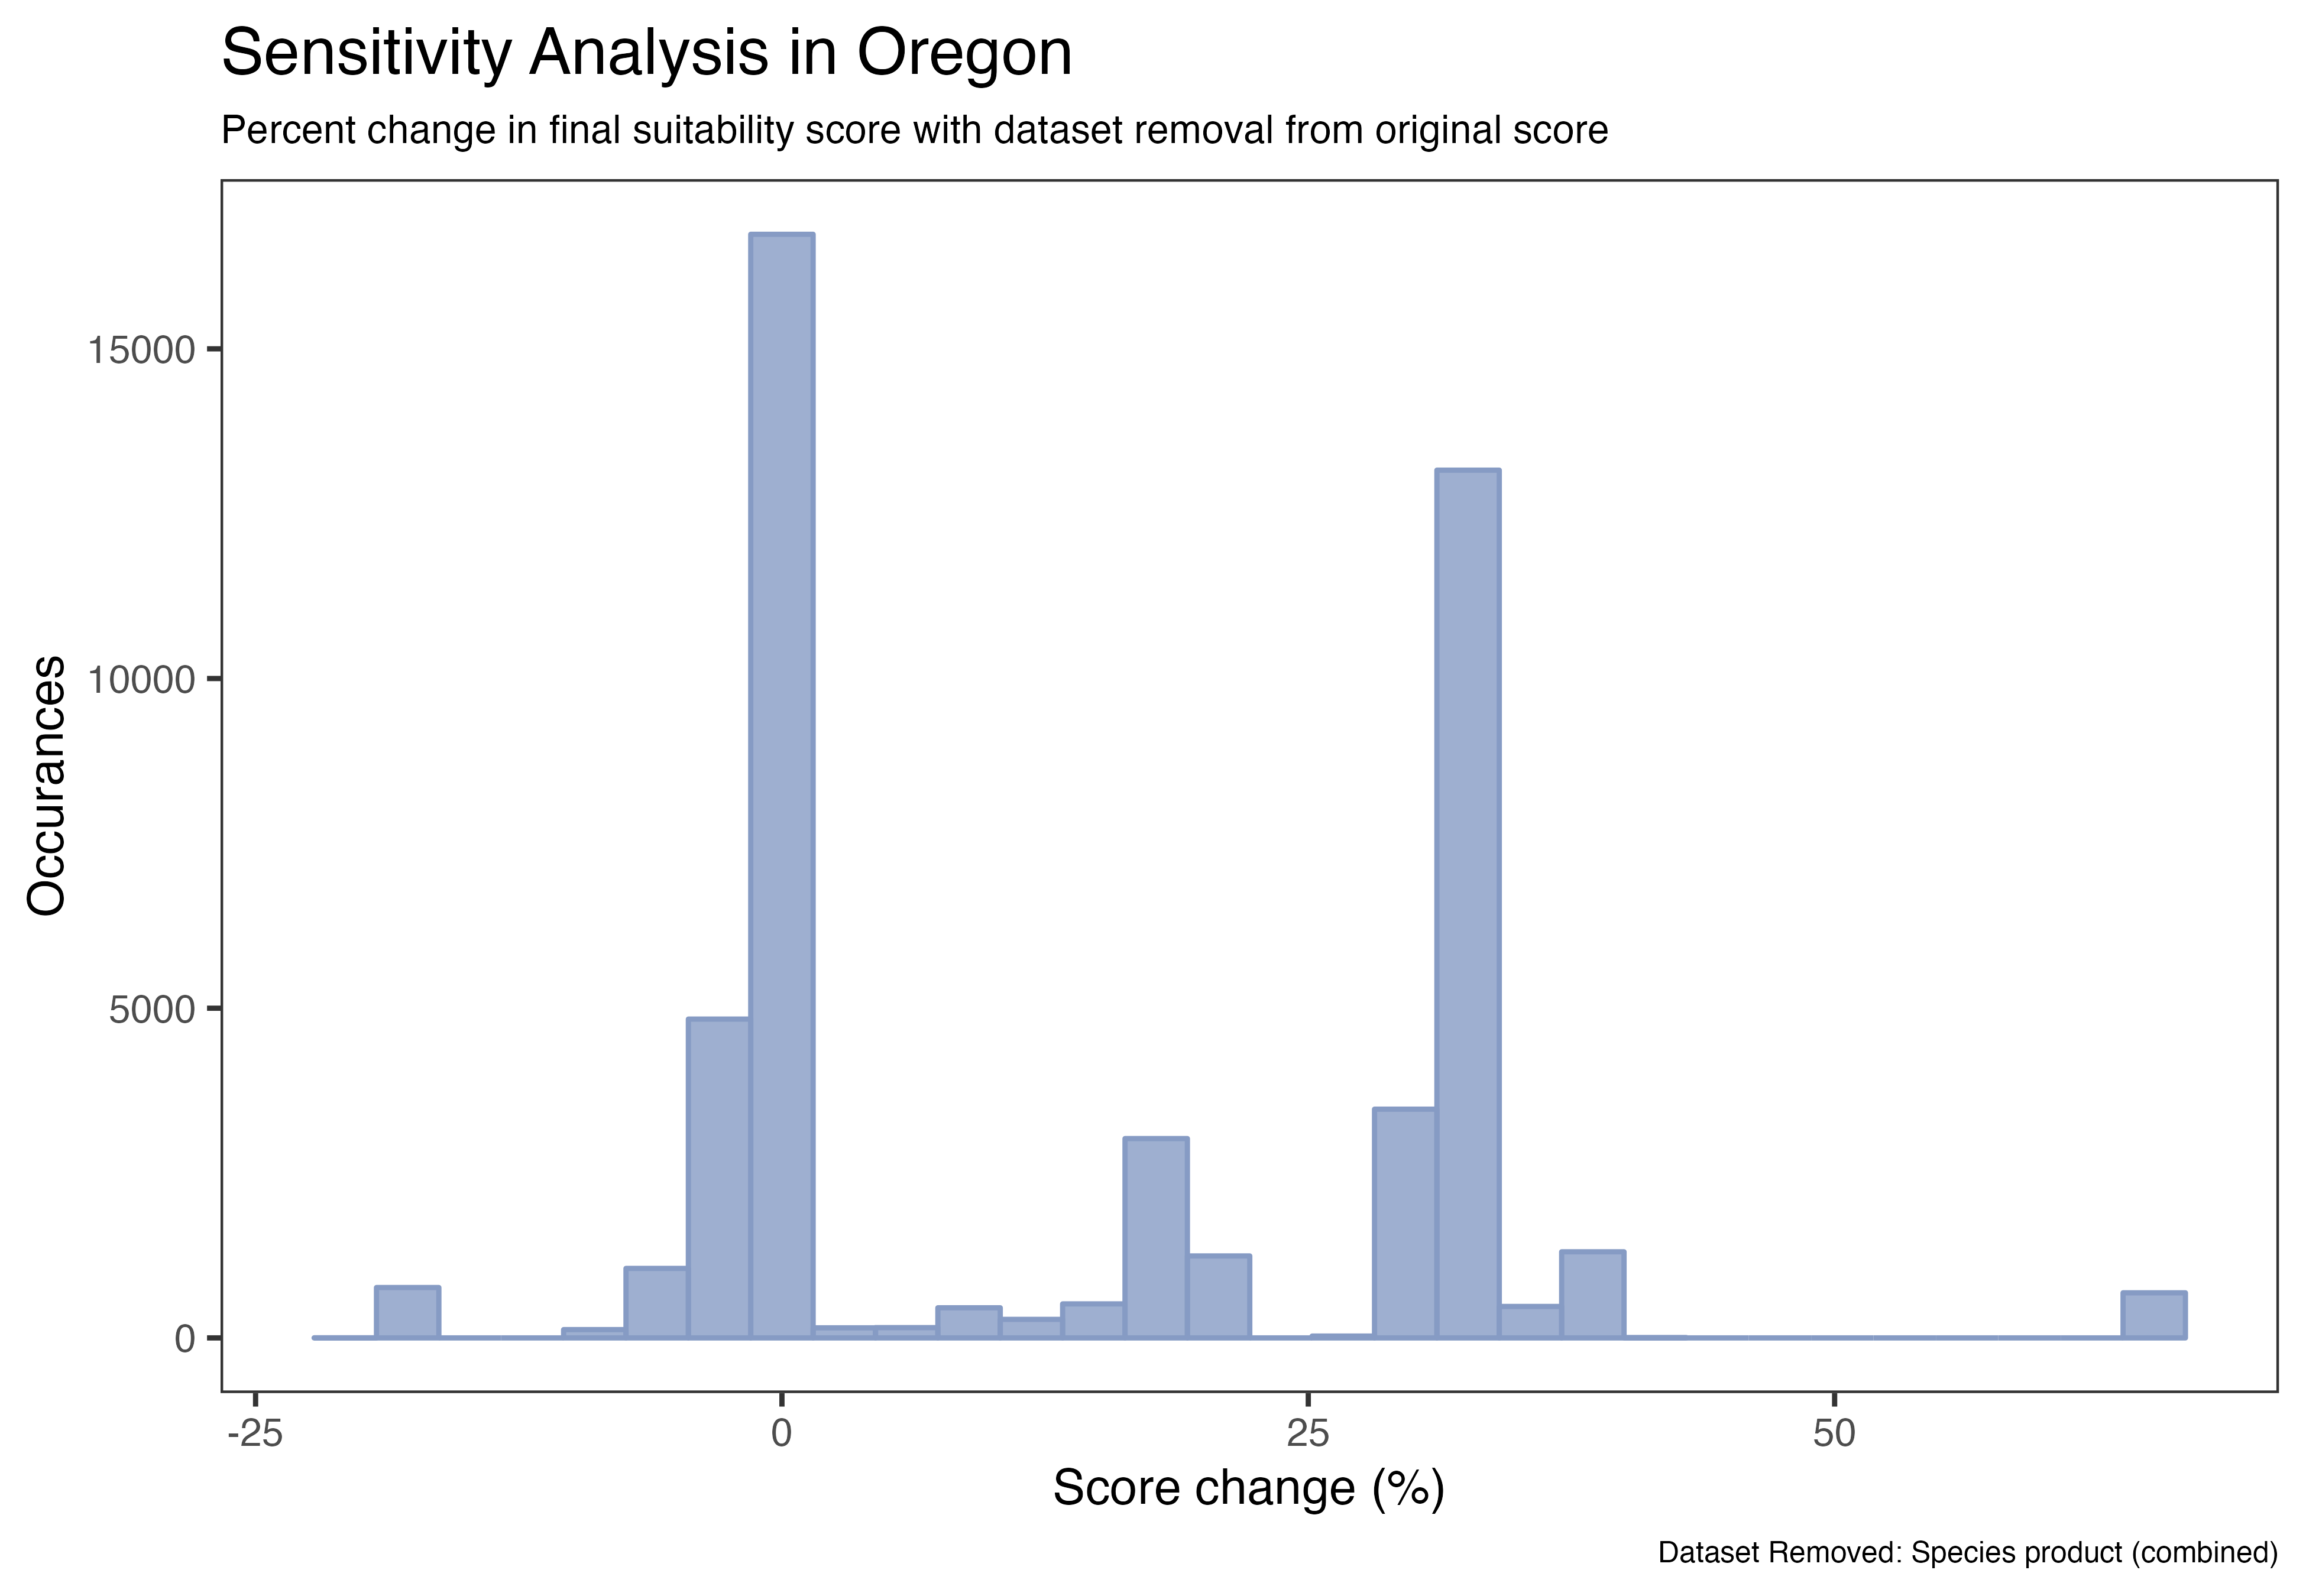 Sensitivity Analysis in Oregon
Percent change in final suitability score with dataset removal from original score
15000
10000
5000
0
Occurances
-25
0
25
50
Score change (%)
Dataset Removed: Species product (combined)